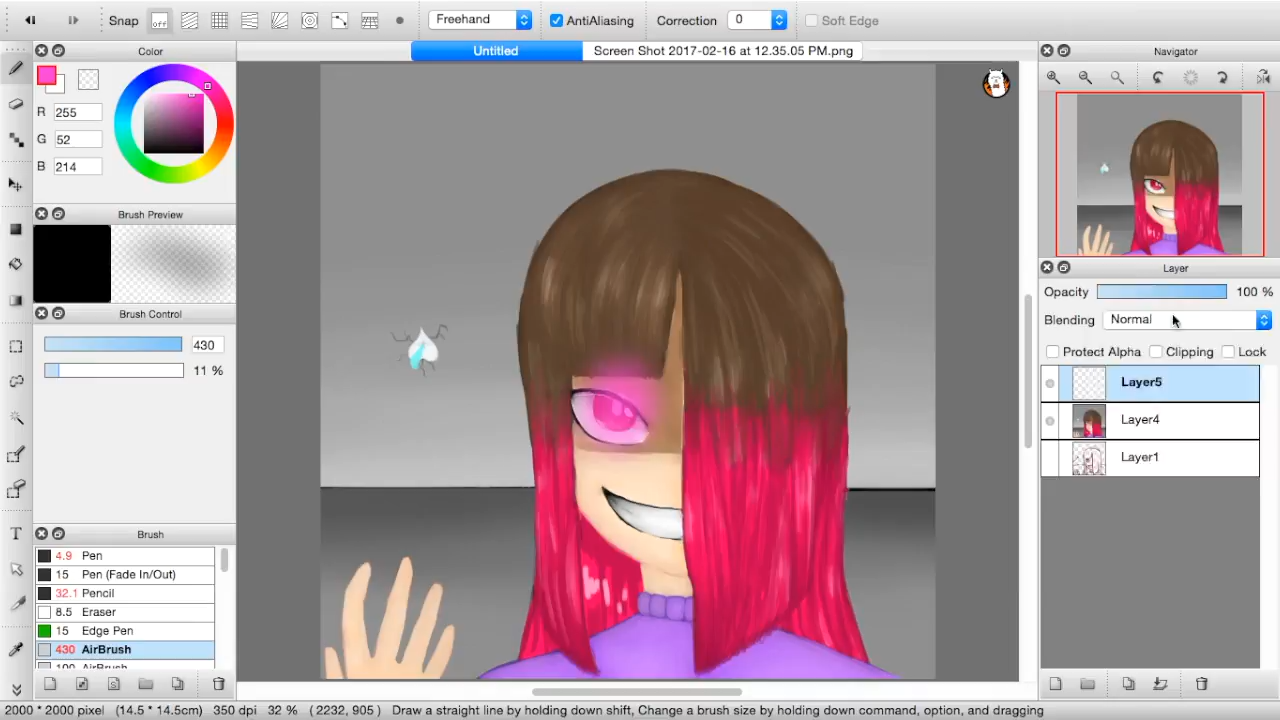 Snap
off
Freehand
AntiAliasing
Correction
0
Soft Edge
Color
Untitled
Screen Shot 2017-02-16 at 12.35.05 PM.png
Navigator
R 255
G 52
B 214
Brush Preview
Layer
Opacity 100 %
Brush Control
Blending Normal
430
Protect Alpha Clipping Lock
11 %
Layer5
Layer4
Layer1
Brush
4.9 Pen
15 Pen (Fade In/Out)
32.1 Pencil
8.5 Eraser
15 Edge Pen
430 AirBrush
100 AirBrush
T
2000 * 2000 pixel (14.5 * 14.5cm) 350 dpi 32 % ( 2232, 905 ) Draw a straight line by holding down shift, Change a brush size by holding down command, option, and dragging